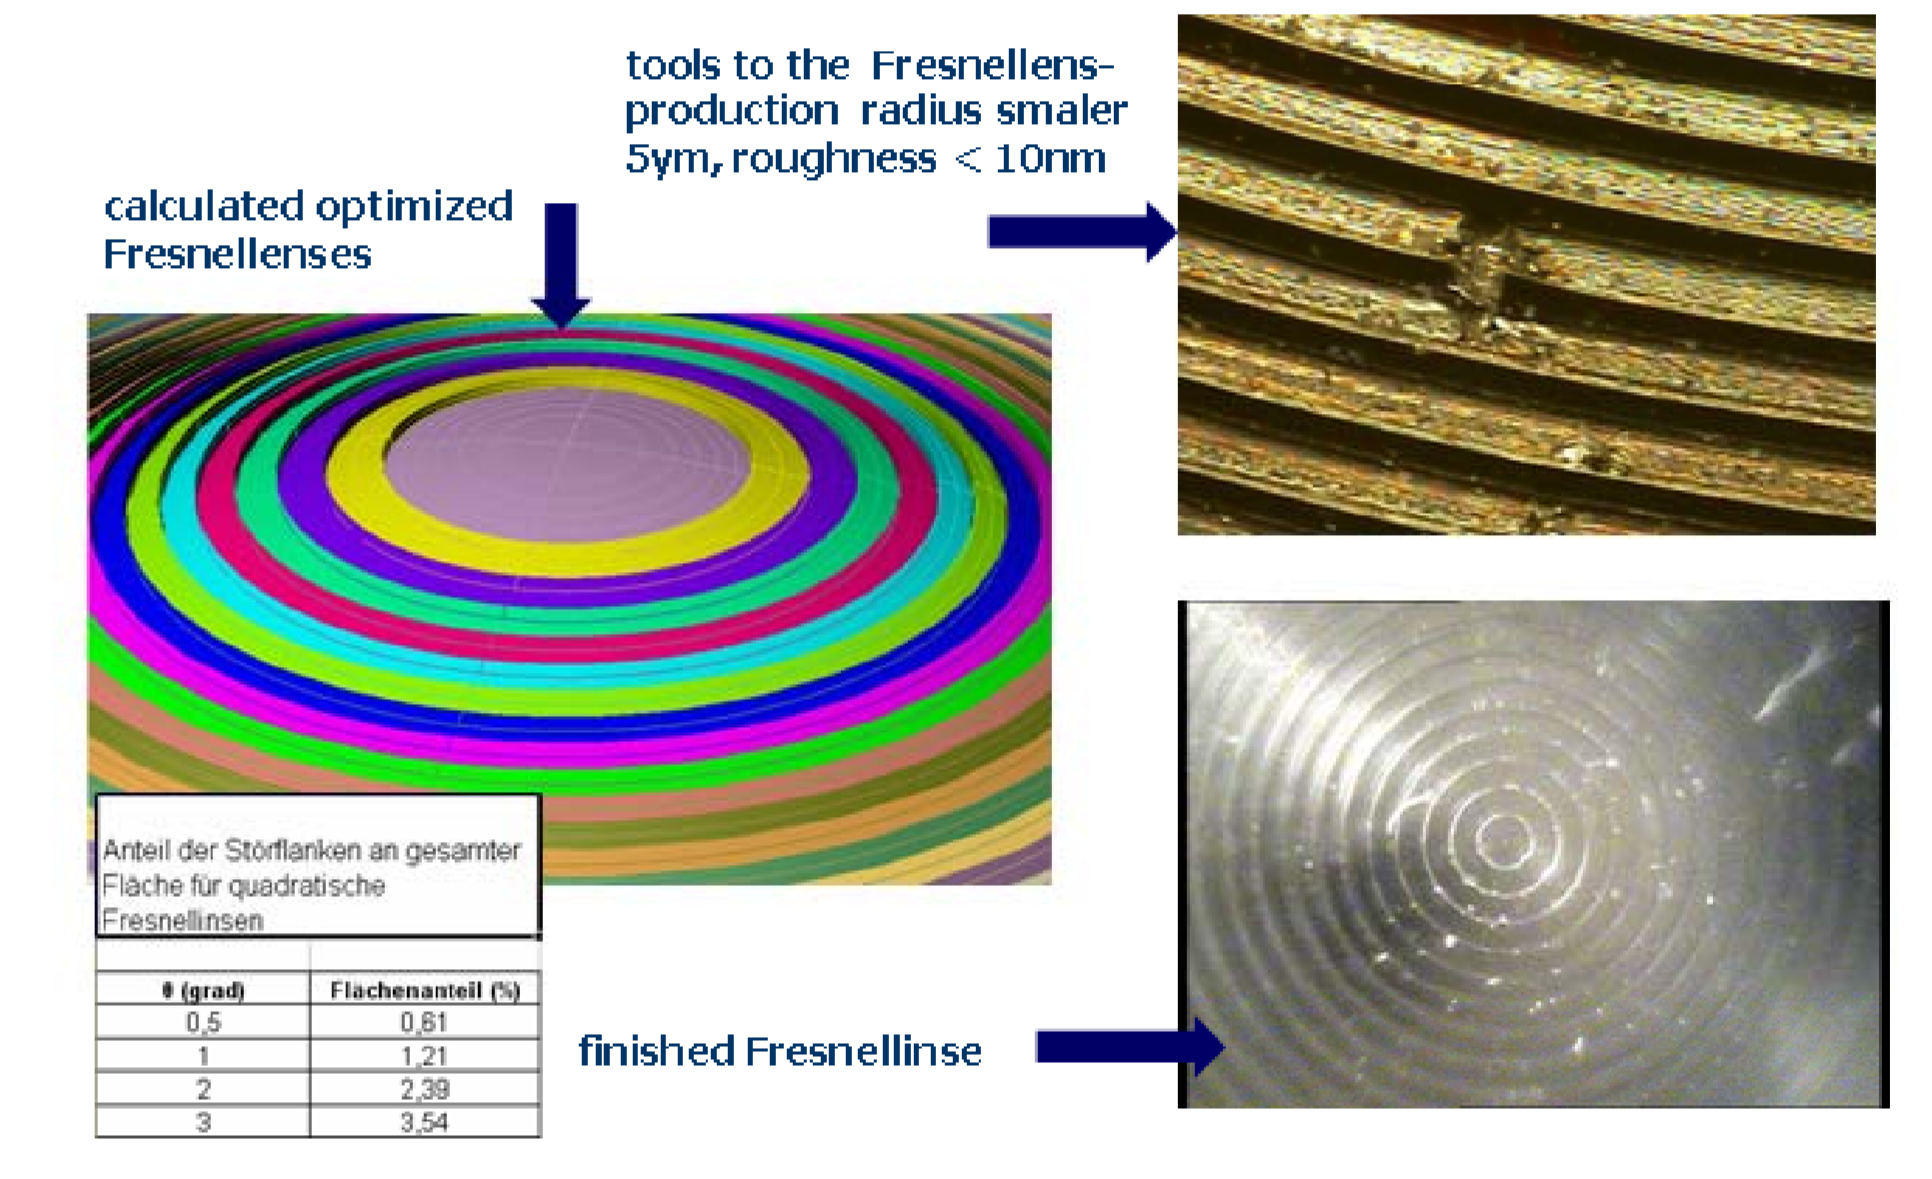 tools to the Fresnellens-
production radius smaler
5ym, roughness < 10nm
calculated optimized
Fresnellenses
Anteil der Störflanken an gesamter
Fläche für quadratische
Fresnellinsen
θ (grad) Flächenanteil (%)
0,5 0,61
1 1,21
2 2,39
3 3,54
finished Fresnellinse